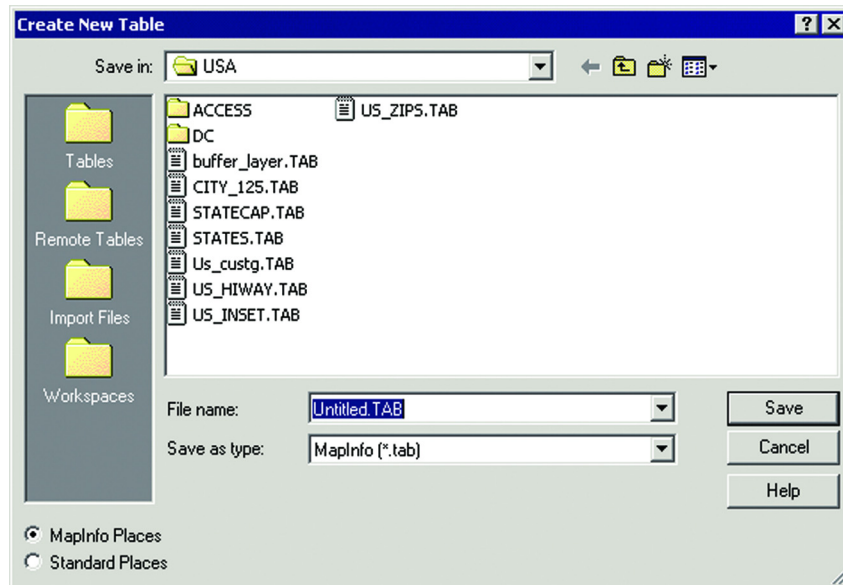 Create New Table
Save in: USA
ACCESS
DC
buffer_layer.TAB
CITY_125.TAB
STATECAP.TAB
STATES.TAB
Us_custg.TAB
US_HIWAY.TAB
US_INSET.TAB
US_ZIPS.TAB
Tables
Remote Tables
Import Files
Workspaces
File name: Untitled.TAB
Save as type: MapInfo (*.tab)
Save
Cancel
Help
MapInfo Places
Standard Places